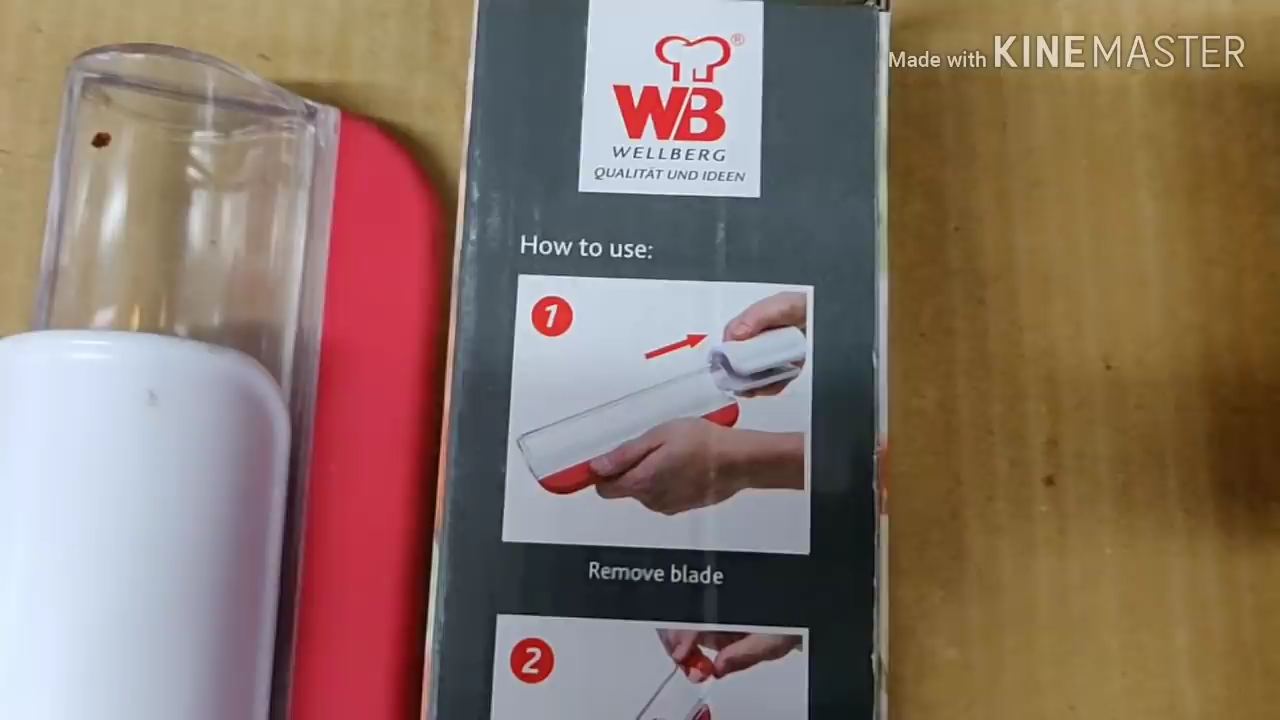 Made with KINEMASTER
WB®
WELLBERG
QUALITÄT UND IDEEN
How to use:
1
Remove blade
2